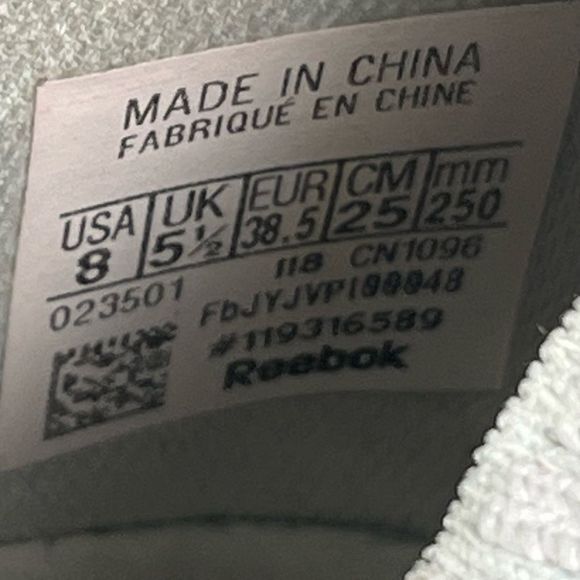 MADE IN CHINA
FABRIQUÉ EN CHINE
USA UK EUR CM mm
8 5½ 38.5 25 250
023501 118 CN1096
#119316589
Reebok